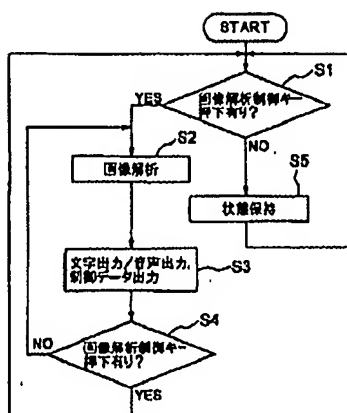 START
S1
YES
画像解析制御キー
押下有り?
S2
NO
画像解析
S5
状態保持
文字出力/音声出力,
制御データ出力
S3
S4
NO
画像解析制御キー
押下有り?
YES